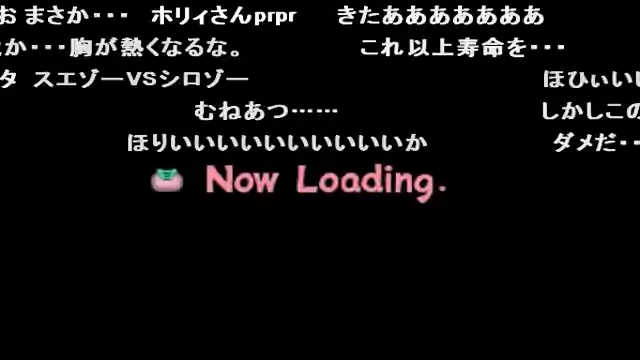 お まさか・・・ ホリィさんprpr きたあああああああ
とか・・・胸が熱くなるな。 これ以上寿命を・・・
タ スエゾーVSシロゾー ほひぃいい
むねあつ…… しかしこの
ほりいいいいいいいいいいいか ダメだ・・
Now Loading.